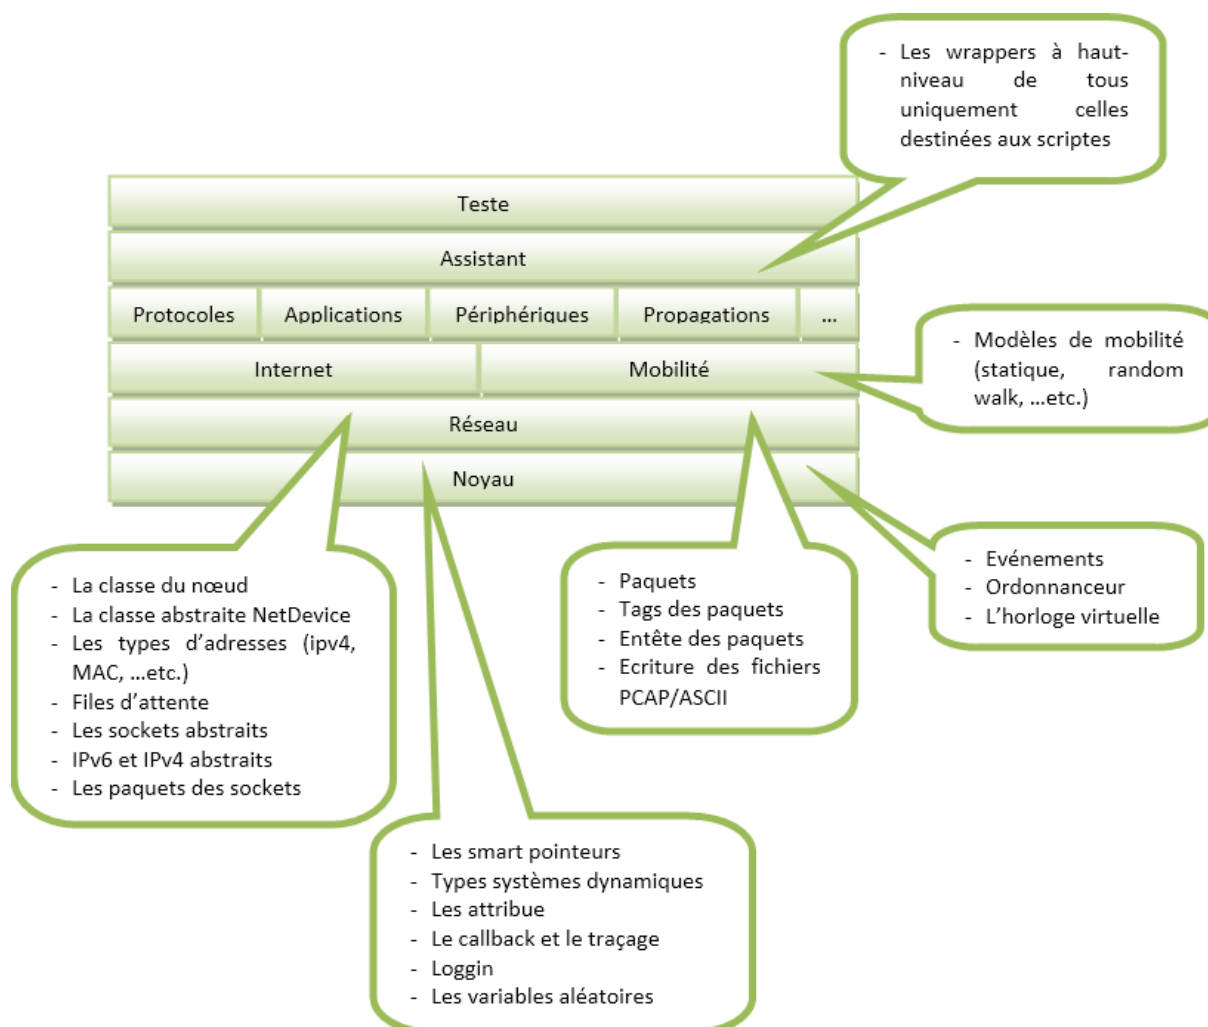 - Les wrappers à haut-
niveau de tous
uniquement celles
destinées aux scriptes
Teste
Assistant
Protocoles Applications Périphériques Propagations ...
Internet Mobilité
- Modèles de mobilité
(statique, random
walk, ...etc.)
Réseau
Noyau
- La classe du nœud
- La classe abstraite NetDevice
- Les types d'adresses (ipv4,
MAC, ...etc.)
- Files d'attente
- Les sockets abstraits
- IPv6 et IPv4 abstraits
- Les paquets des sockets
- Paquets
- Tags des paquets
- Entête des paquets
- Ecriture des fichiers
PCAP/ASCII
- Evénements
- Ordonnanceur
- L'horloge virtuelle
- Les smart pointeurs
- Types systèmes dynamiques
- Les attribue
- Le callback et le traçage
- Loggin
- Les variables aléatoires